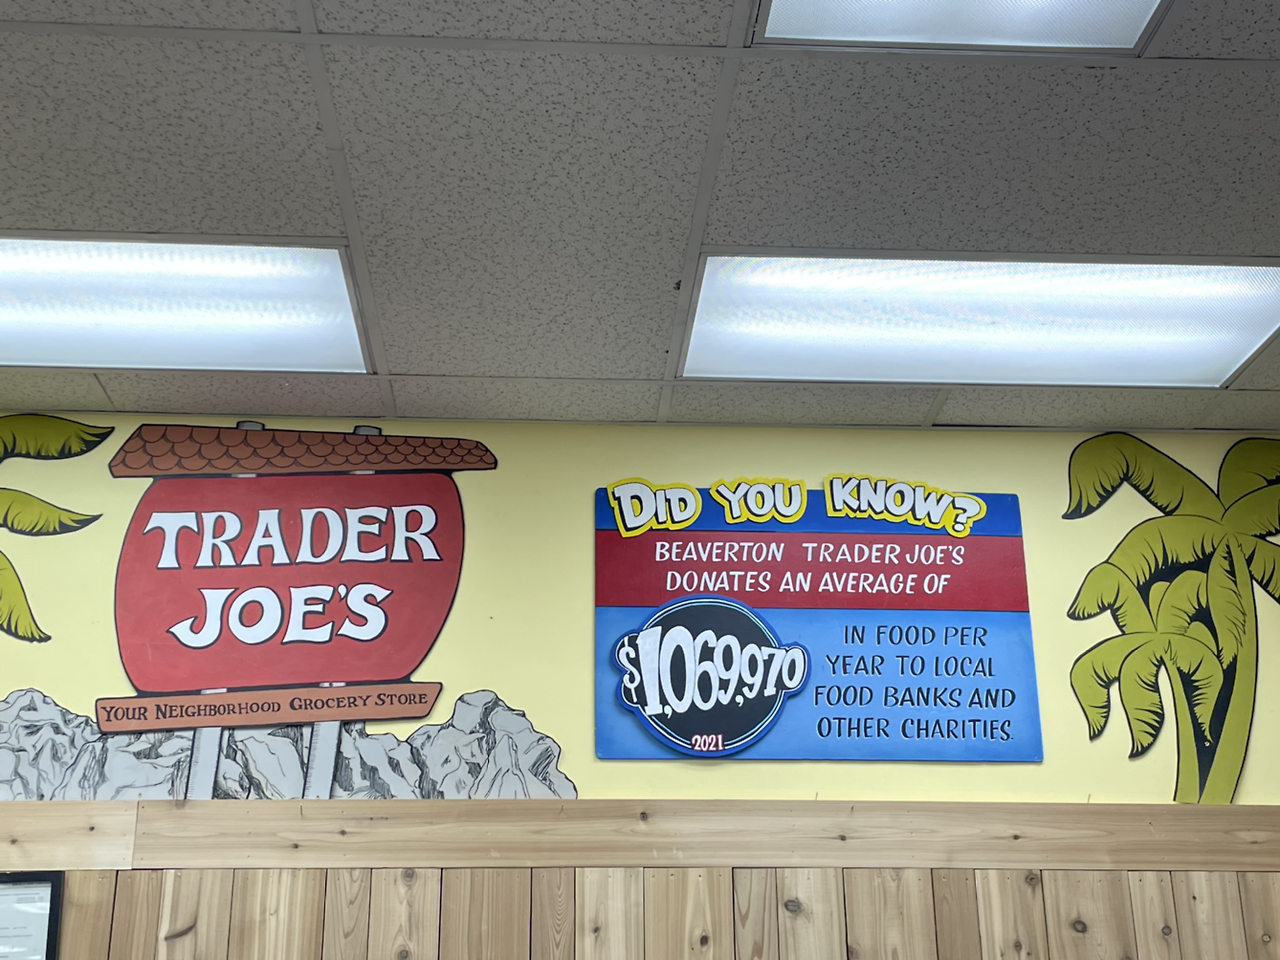 TRADER
JOE'S
YOUR NEIGHBORHOOD GROCERY STORE
DID YOU KNOW?
BEAVERTON TRADER JOE'S
DONATES AN AVERAGE OF
$1,069,970
2021
IN FOOD PER
YEAR TO LOCAL
FOOD BANKS AND
OTHER CHARITIES.